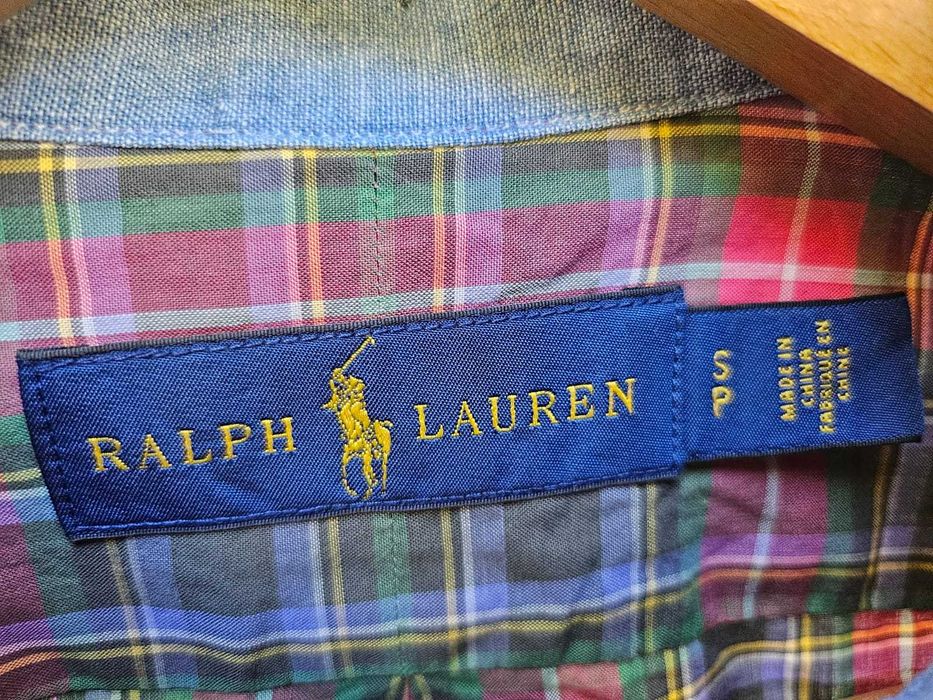 RALPH LAUREN
S
P
MADE IN
CHINA
FABRIQUÉ EN
CHINE